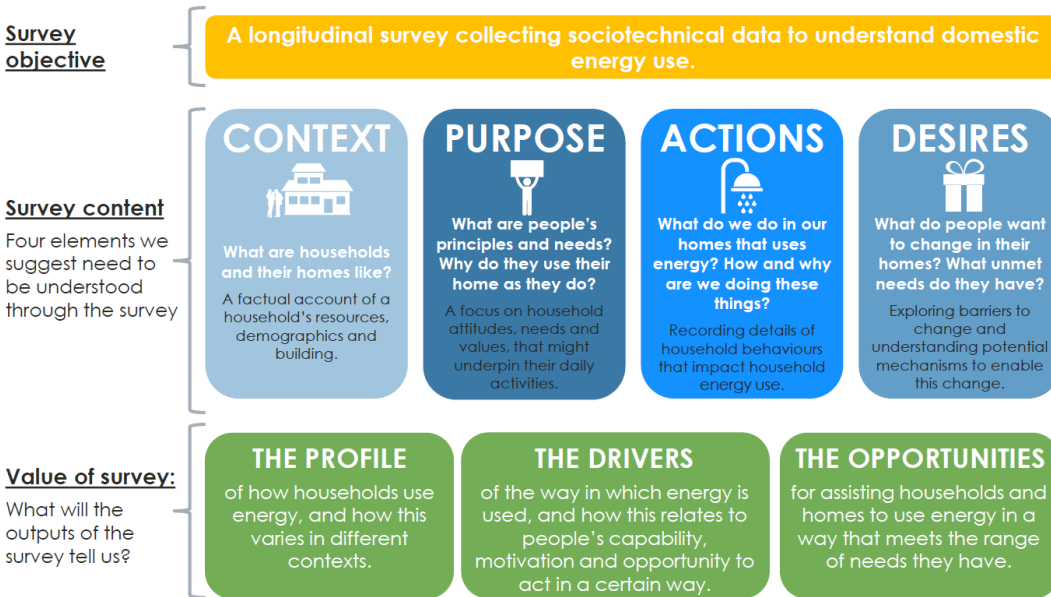 Survey
objective
A longitudinal survey collecting sociotechnical data to understand domestic
energy use.
Survey content
Four elements we
suggest need to
be understood
through the survey
CONTEXT
What are households
and their homes like?
A factual account of a
household's resources,
demographics and
building.
PURPOSE
What are people's
principles and needs?
Why do they use their
home as they do?
A focus on household
attitudes, needs and
values, that might
underpin their daily
activities.
ACTIONS
What do we do in our
homes that uses
energy? How and why
are we doing these
things?
Recording details of
household behaviours
that impact household
energy use.
DESIRES
What do people want
to change in their
homes? What unmet
needs do they have?
Exploring barriers to
change and
understanding potential
mechanisms to enable
this change.
Value of survey:
What will the
outputs of the
survey tell us?
THE PROFILE
of how households use
energy, and how this
varies in different
contexts.
THE DRIVERS
of the way in which energy is
used, and how this relates to
people's capability,
motivation and opportunity to
act in a certain way.
THE OPPORTUNITIES
for assisting households and
homes to use energy in a
way that meets the range
of needs they have.